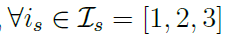 , ∀i_s ∈ ℐ_s = [1, 2, 3]